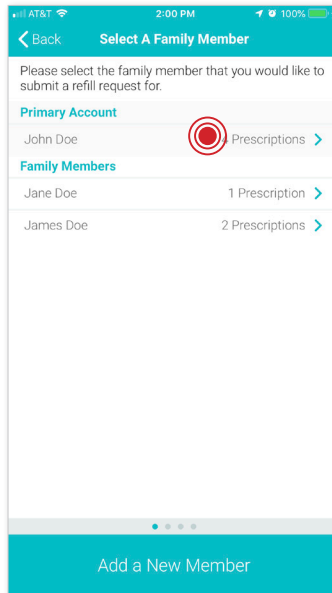 AT&T 2:00 PM 100%
Back Select A Family Member
Please select the family member that you would like to
submit a refill request for.
Primary Account
John Doe 4 Prescriptions
Family Members
Jane Doe 1 Prescription
James Doe 2 Prescriptions
Add a New Member